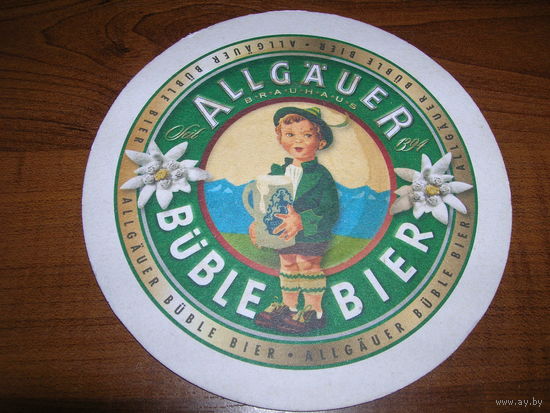 ALLGÄUER
BRAUHAUS
Seit 1394
BÜBLE BIER
ALLGÄUER BÜBLE BIER • ALLGÄUER BÜBLE BIER • ALLGÄUER BÜBLE BIER • ALLGÄUER BÜBLE BIER
www.ay.by